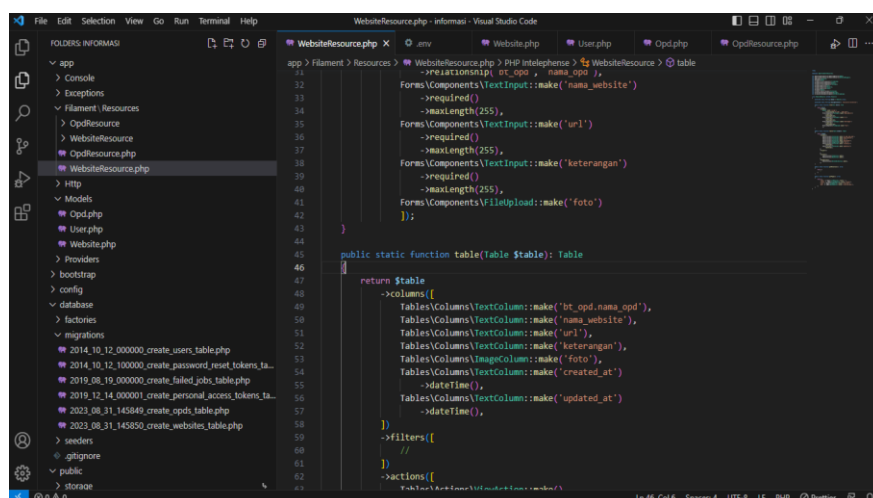 File Edit Selection View Go Run Terminal Help
WebsiteResource.php - informasi - Visual Studio Code
FOLDERS: INFORMASI
app
Console
Exceptions
Filament\Resources
OpdResource
WebsiteResource
OpdResource.php
WebsiteResource.php
Http
Models
Opd.php
User.php
Website.php
Providers
bootstrap
config
database
factories
migrations
2014_10_12_000000_create_users_table.php
2014_10_12_100000_create_password_reset_tokens_ta...
2019_08_19_000000_create_failed_jobs_table.php
2019_12_14_000001_create_personal_access_tokens_ta...
2023_08_31_145849_create_opds_table.php
2023_08_31_145850_create_websites_table.php
seeders
.gitignore
public
storage
WebsiteResource.php X .env Website.php User.php Opd.php OpdResource.php
app > Filament > Resources > WebsiteResource.php > PHP Intelephense > WebsiteResource > table
31 ->relationship('bt_opd', 'nama_opd'),
32 Forms\Components\TextInput::make('nama_website')
33 ->required()
34 ->maxLength(255),
35 Forms\Components\TextInput::make('url')
36 ->required()
37 ->maxLength(255),
38 Forms\Components\TextInput::make('keterangan')
39 ->required()
40 ->maxLength(255),
41 Forms\Components\FileUpload::make('foto')
42 ]);
43 }
44
45 public static function table(Table $table): Table
46 {
47 return $table
48 ->columns([
49 Tables\Columns\TextColumn::make('bt_opd.nama_opd'),
50 Tables\Columns\TextColumn::make('nama_website'),
51 Tables\Columns\TextColumn::make('url'),
52 Tables\Columns\TextColumn::make('keterangan'),
53 Tables\Columns\ImageColumn::make('foto'),
54 Tables\Columns\TextColumn::make('created_at')
55 ->dateTime(),
56 Tables\Columns\TextColumn::make('updated_at')
57 ->dateTime(),
58 ])
59 ->filters([
60 //
61 ])
62 ->actions([
63 Tables\Actions\ViewAction::make()
0 0 Ln 46, Col 6 Spaces: 4 UTF-8 LF PHP Prettier